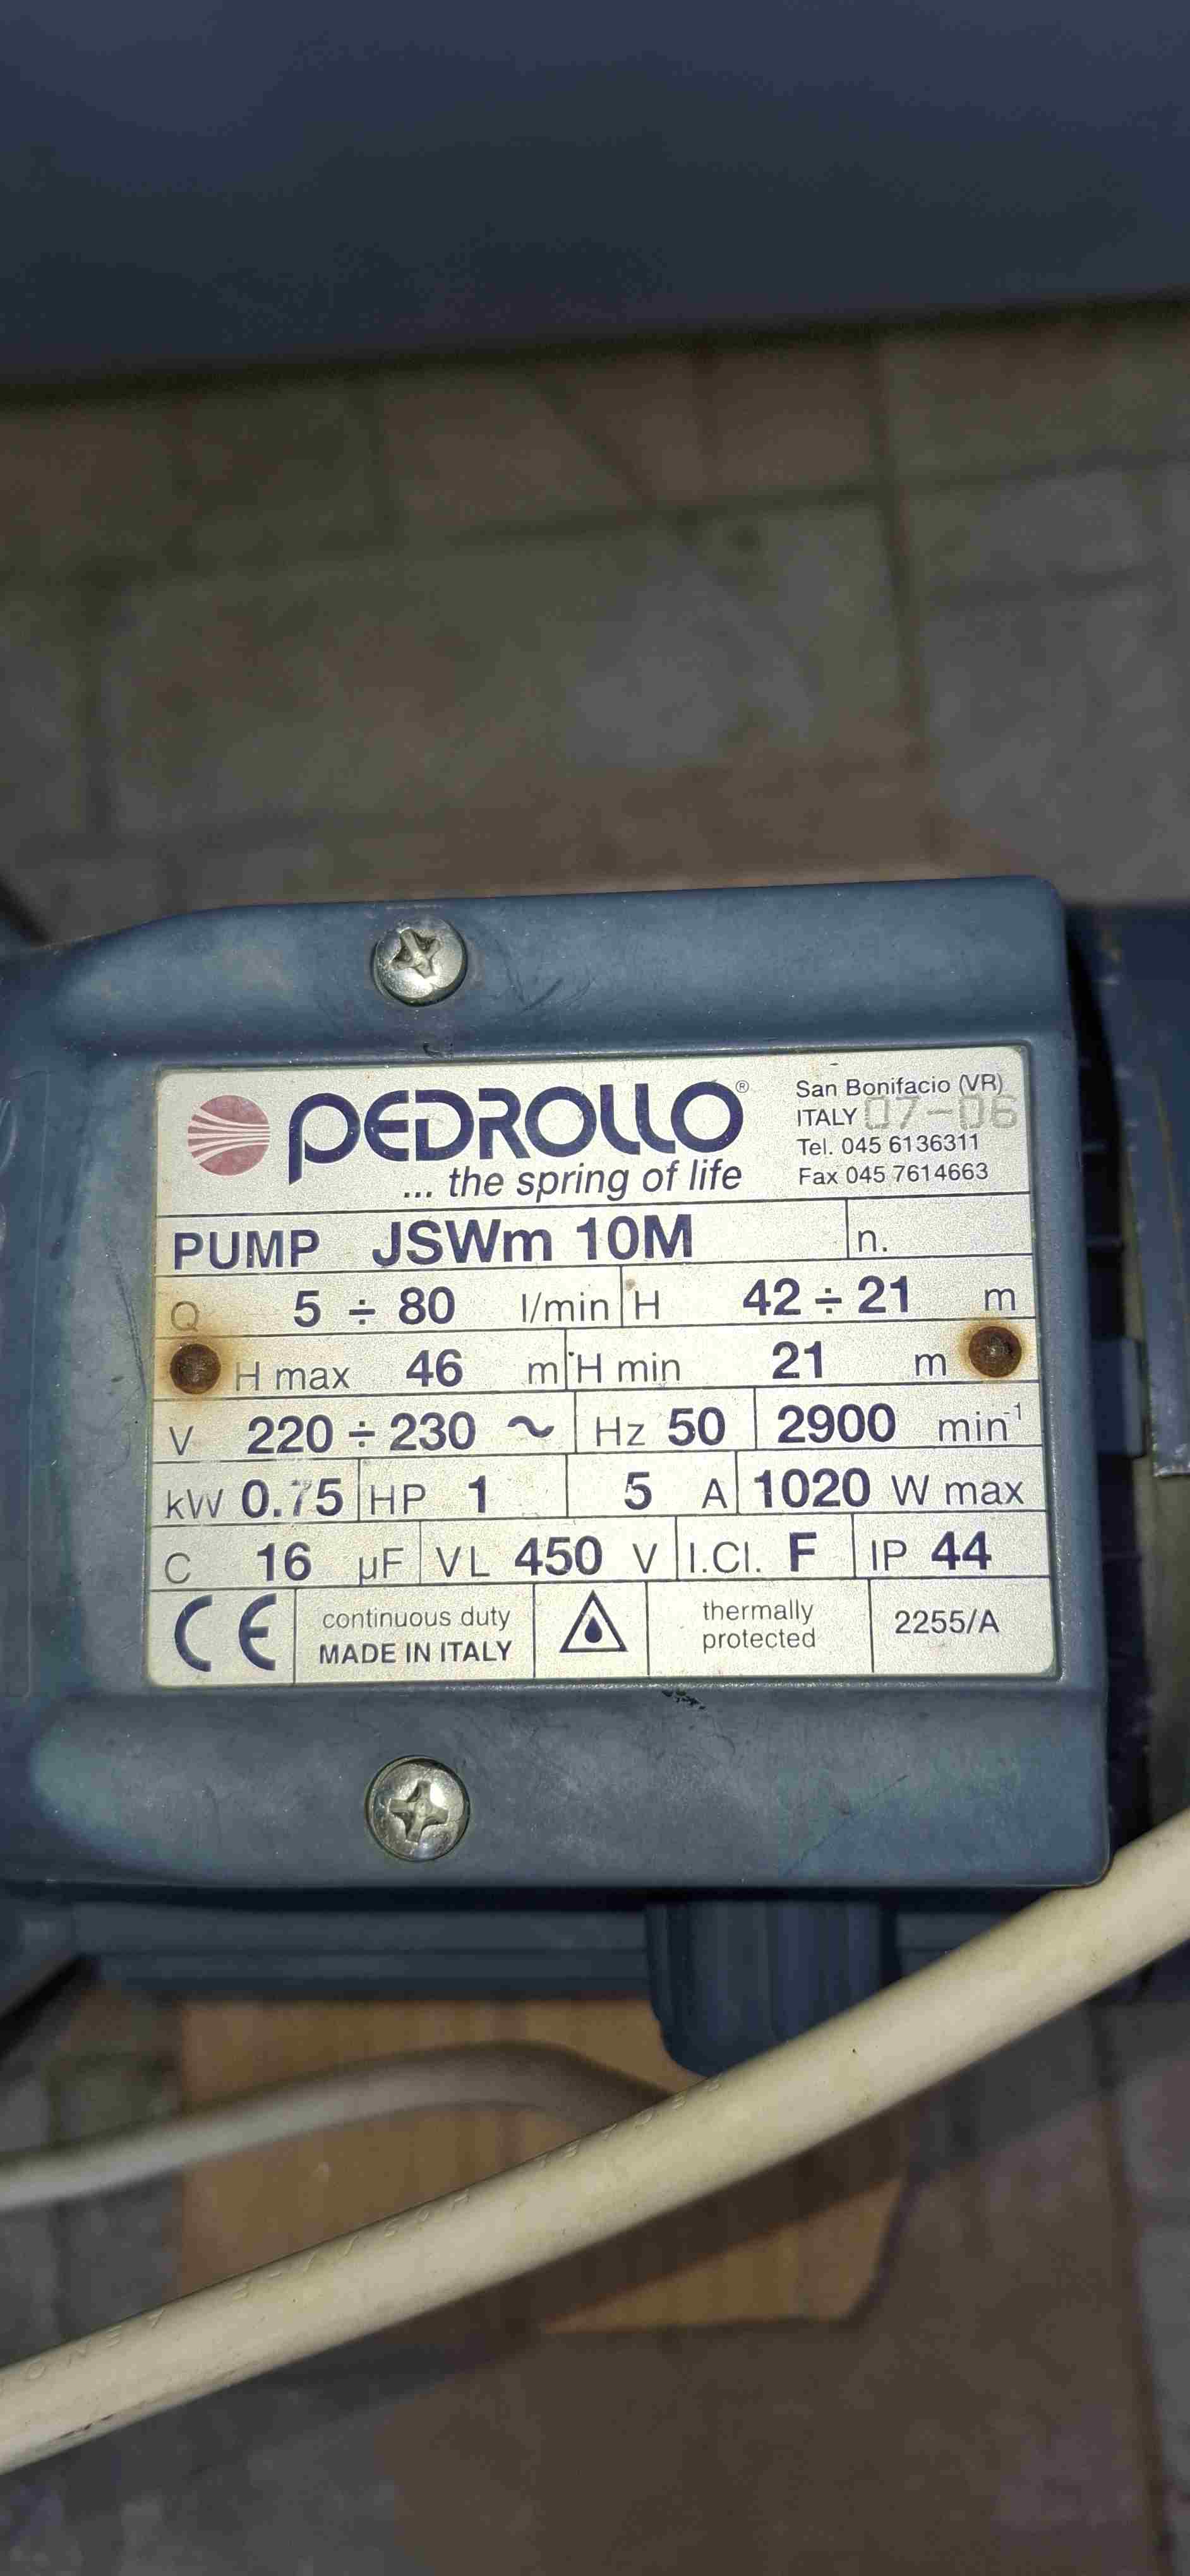 PEDROLLO®
... the spring of life
San Bonifacio (VR)
ITALY 07-06
Tel. 045 6136311
Fax 045 7614663
PUMP JSWm 10M n.
Q 5 ÷ 80 l/min H 42 ÷ 21 m
H max 46 m H min 21 m
V 220 ÷ 230 ~ Hz 50 2900 min⁻¹
kW 0.75 HP 1 5 A 1020 W max
C 16 µF VL 450 V I.Cl. F IP 44
CE continuous duty
MADE IN ITALY
thermally
protected
2255/A